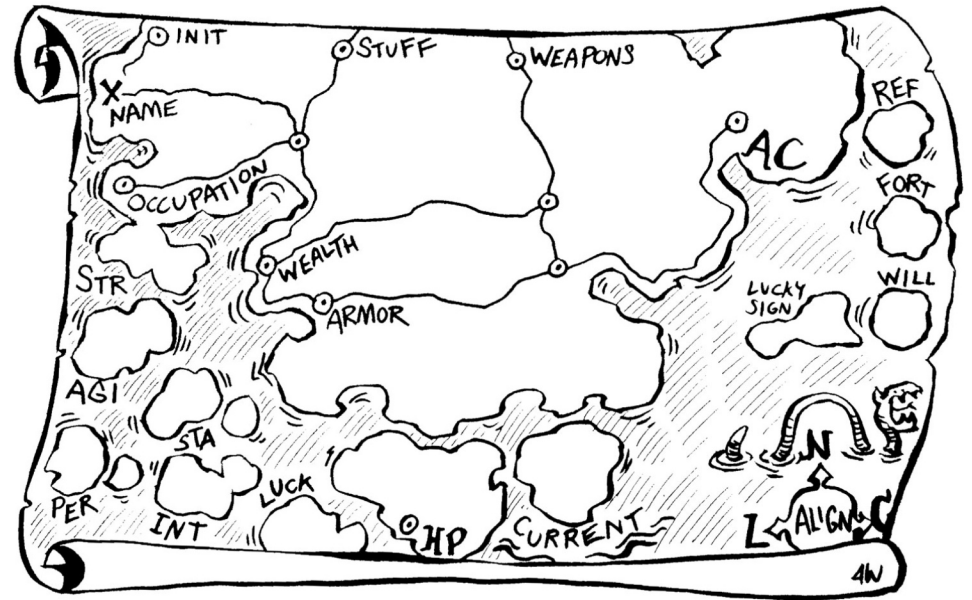 INIT
STUFF
WEAPONS
REF
X
NAME
AC
OCCUPATION
FORT
WEALTH
STR
WILL
LUCKY
SIGN
ARMOR
AGI
STA
N
PER
INT
LUCK
HP
CURRENT
L ALIGN C
4W